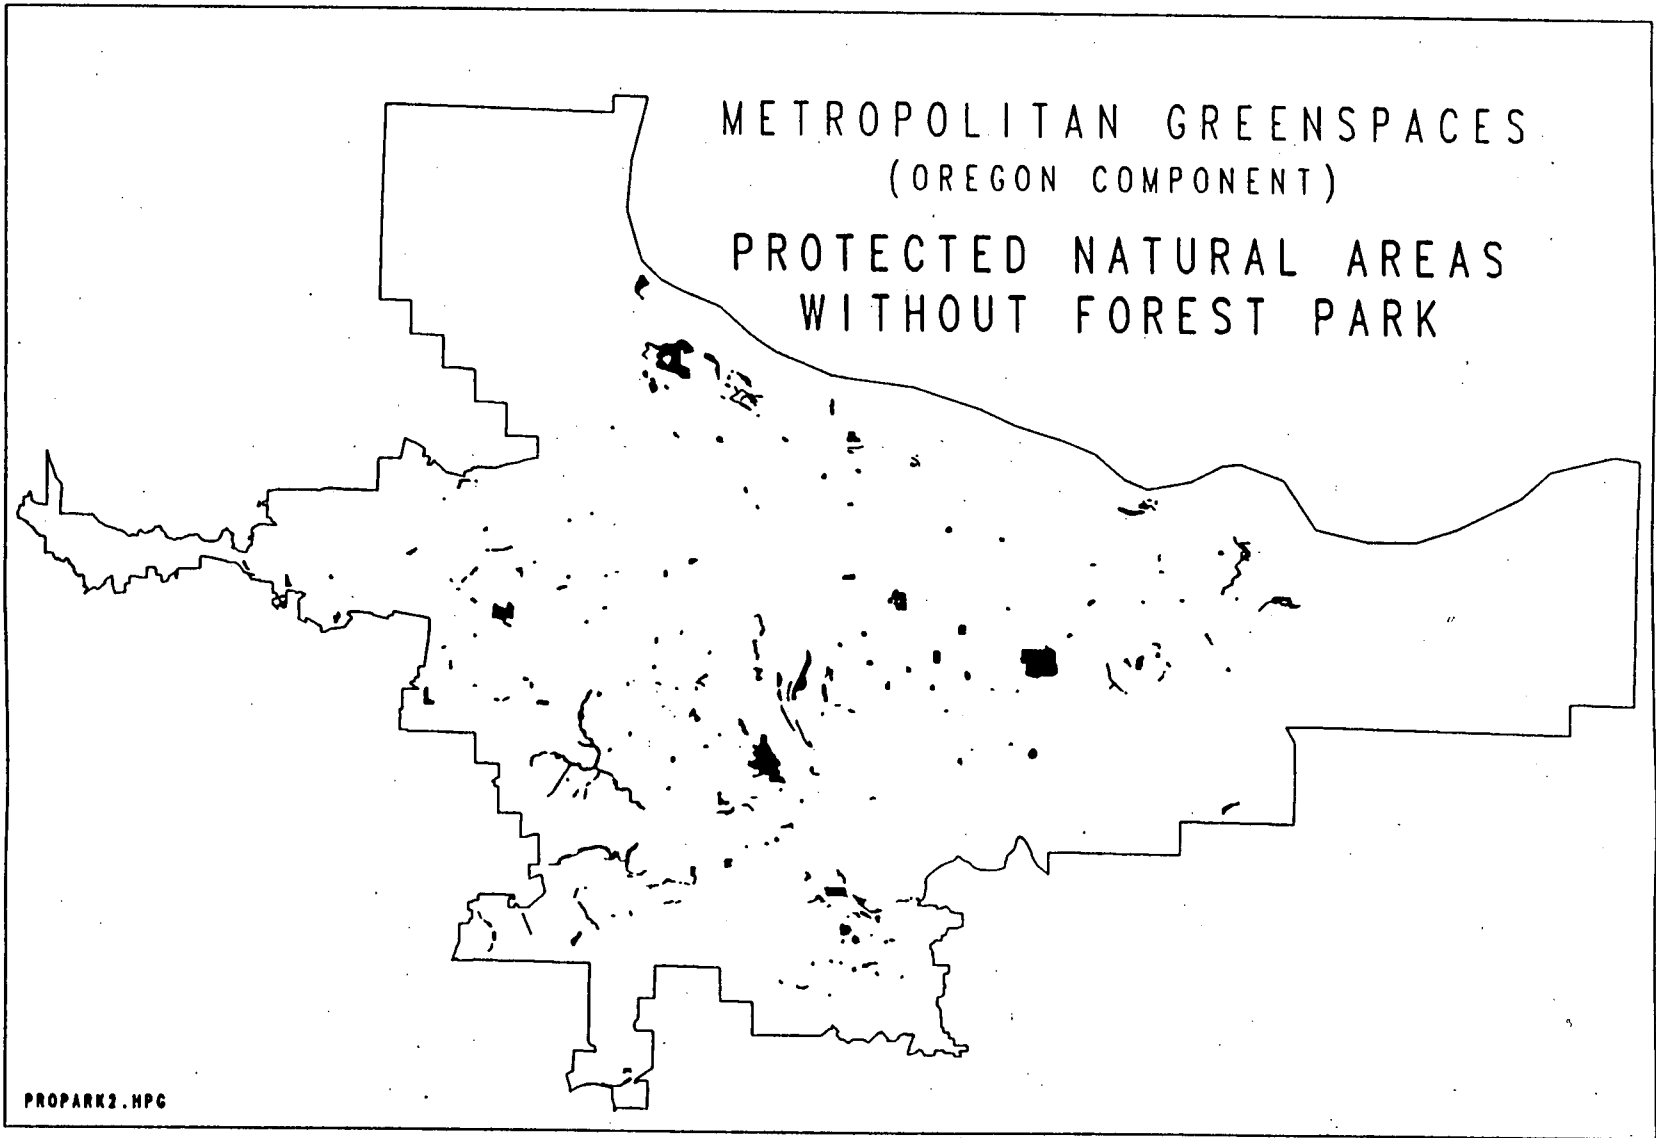 METROPOLITAN GREENSPACES
(OREGON COMPONENT)
PROTECTED NATURAL AREAS
WITHOUT FOREST PARK
PROPARK2.HPG